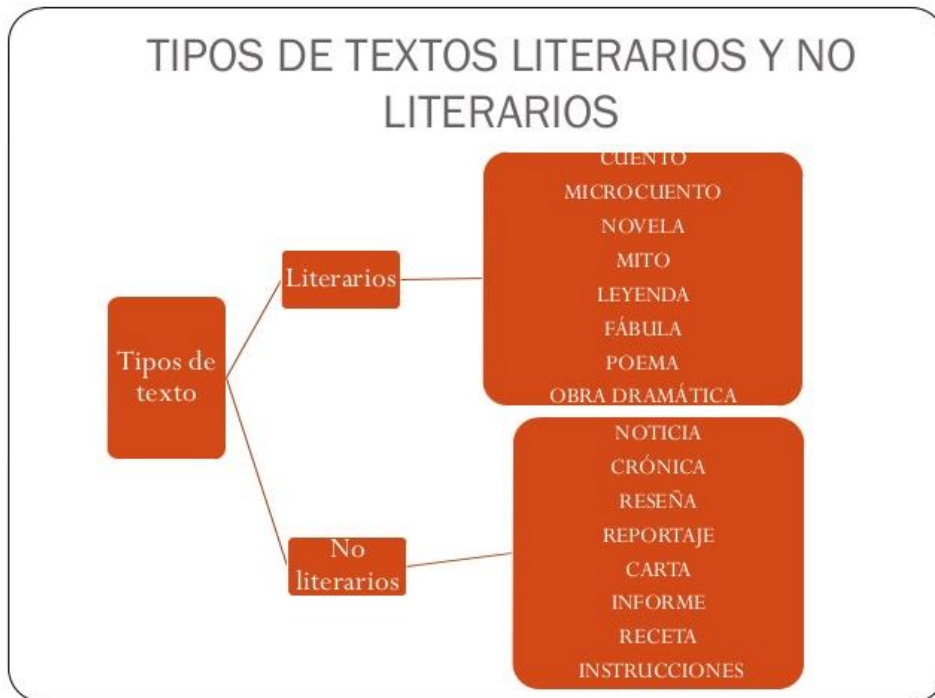 TIPOS DE TEXTOS LITERARIOS Y NO
LITERARIOS
Tipos de
texto
Literarios
CUENTO
MICROCUENTO
NOVELA
MITO
LEYENDA
FÁBULA
POEMA
OBRA DRAMÁTICA
No
literarios
NOTICIA
CRÓNICA
RESEÑA
REPORTAJE
CARTA
INFORME
RECETA
INSTRUCCIONES